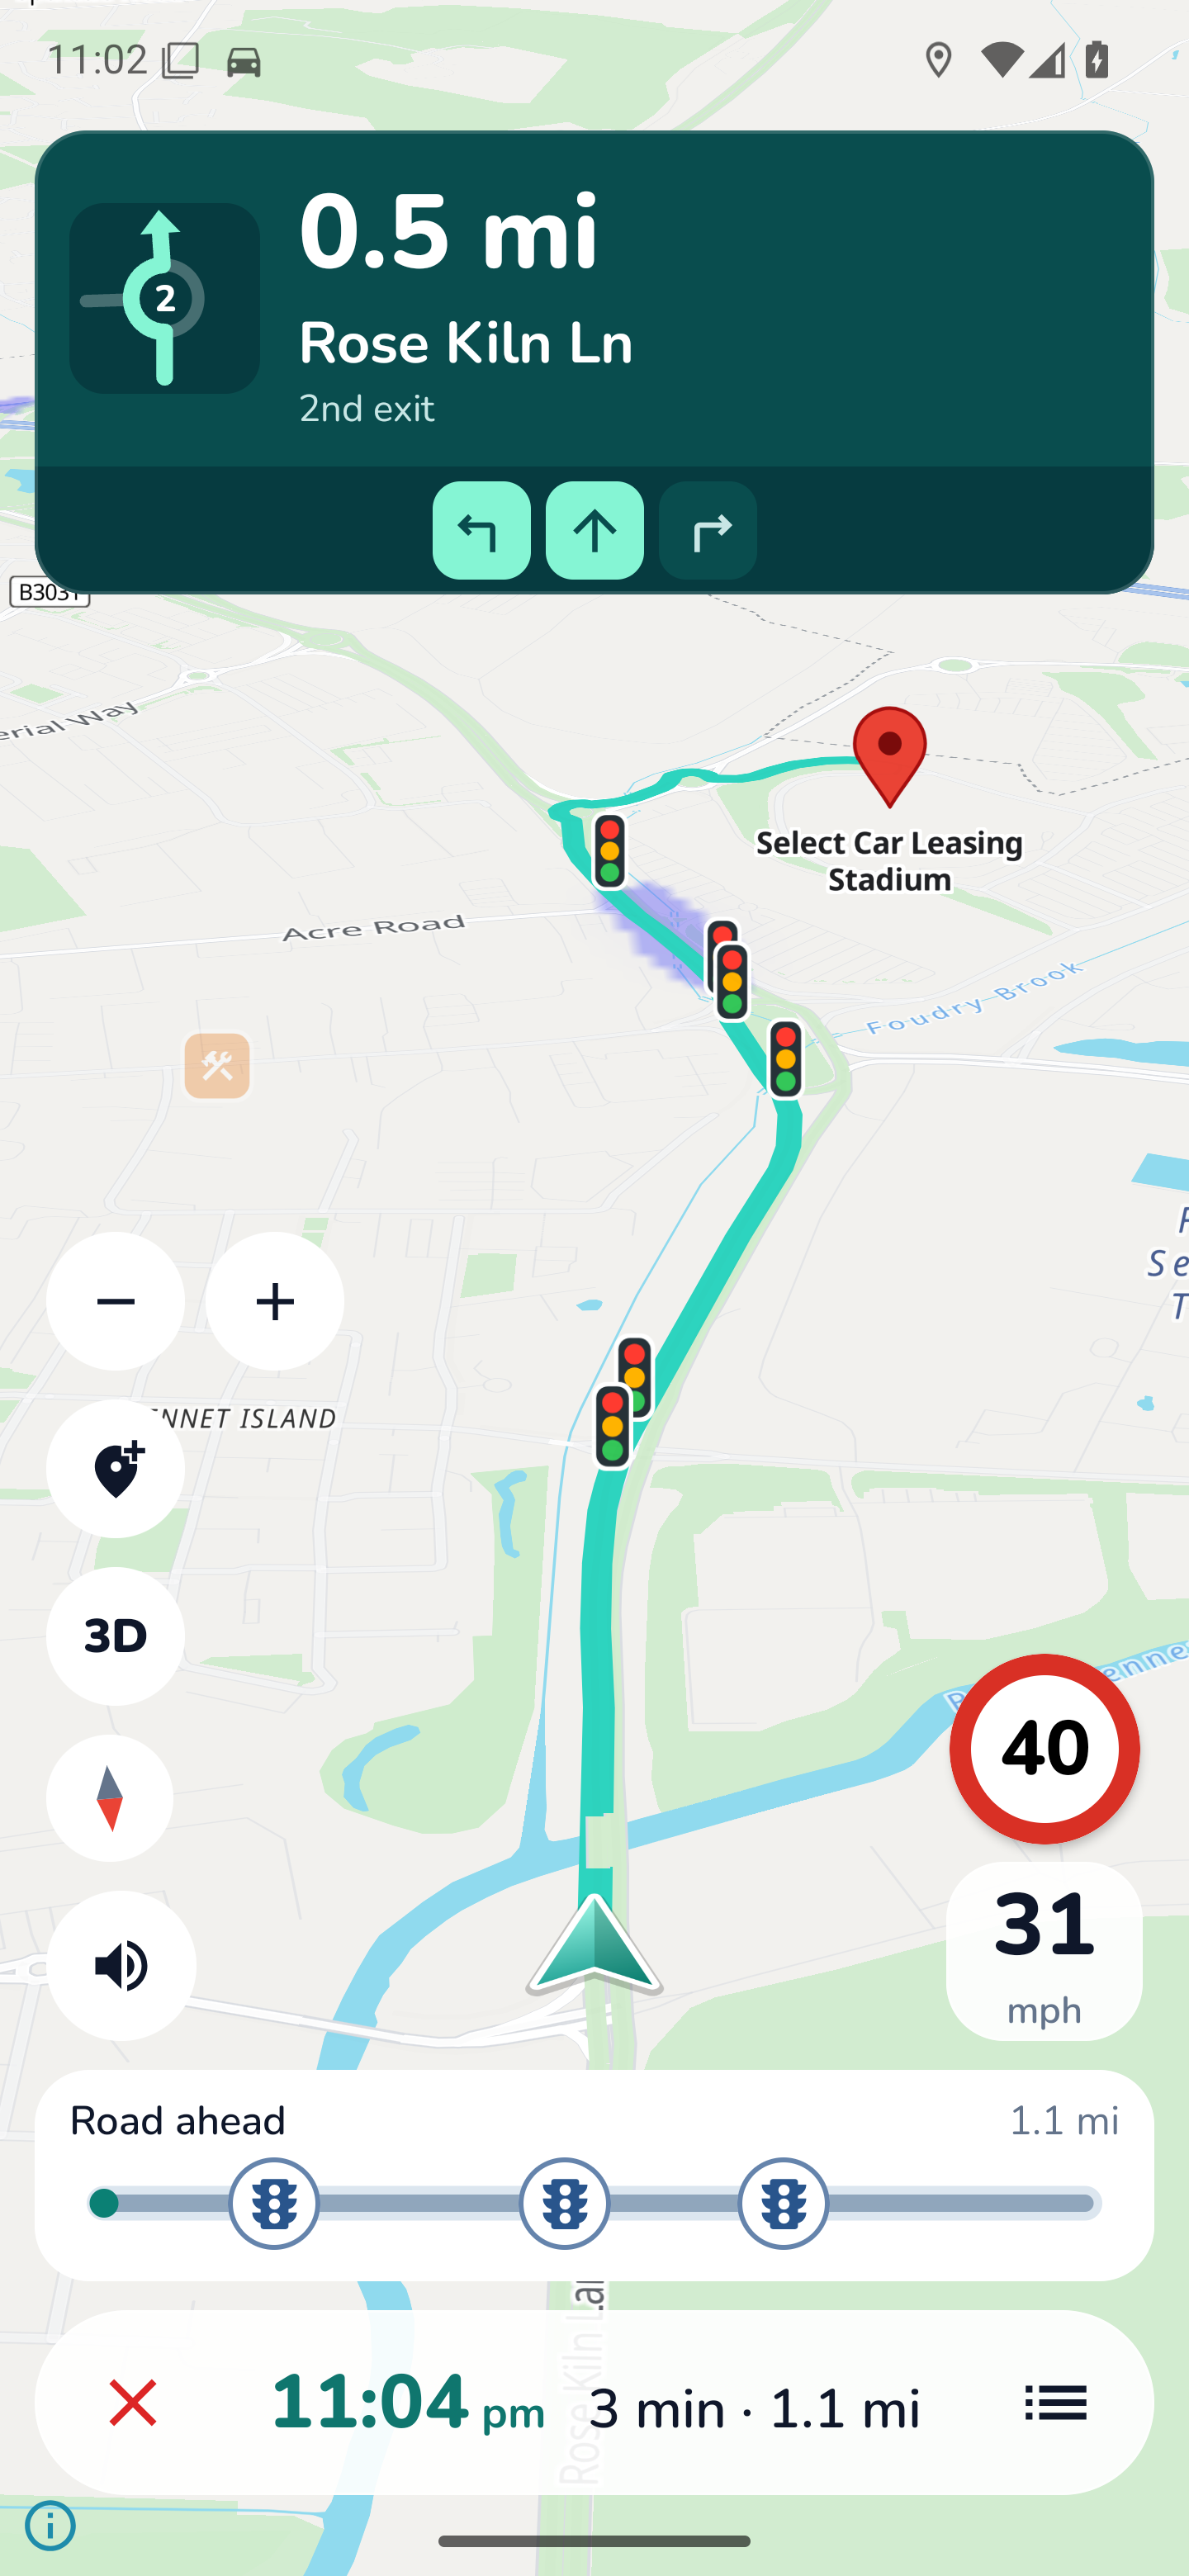 11:02
2
0.5 mi
Rose Kiln Ln
2nd exit
B3031
erial Way
Select Car Leasing
Stadium
Acre Road
Foudry Brook
ENNET ISLAND
3D
40
31
mph
Road ahead
1.1 mi
11:04 pm
3 min · 1.1 mi
Rose Kiln La